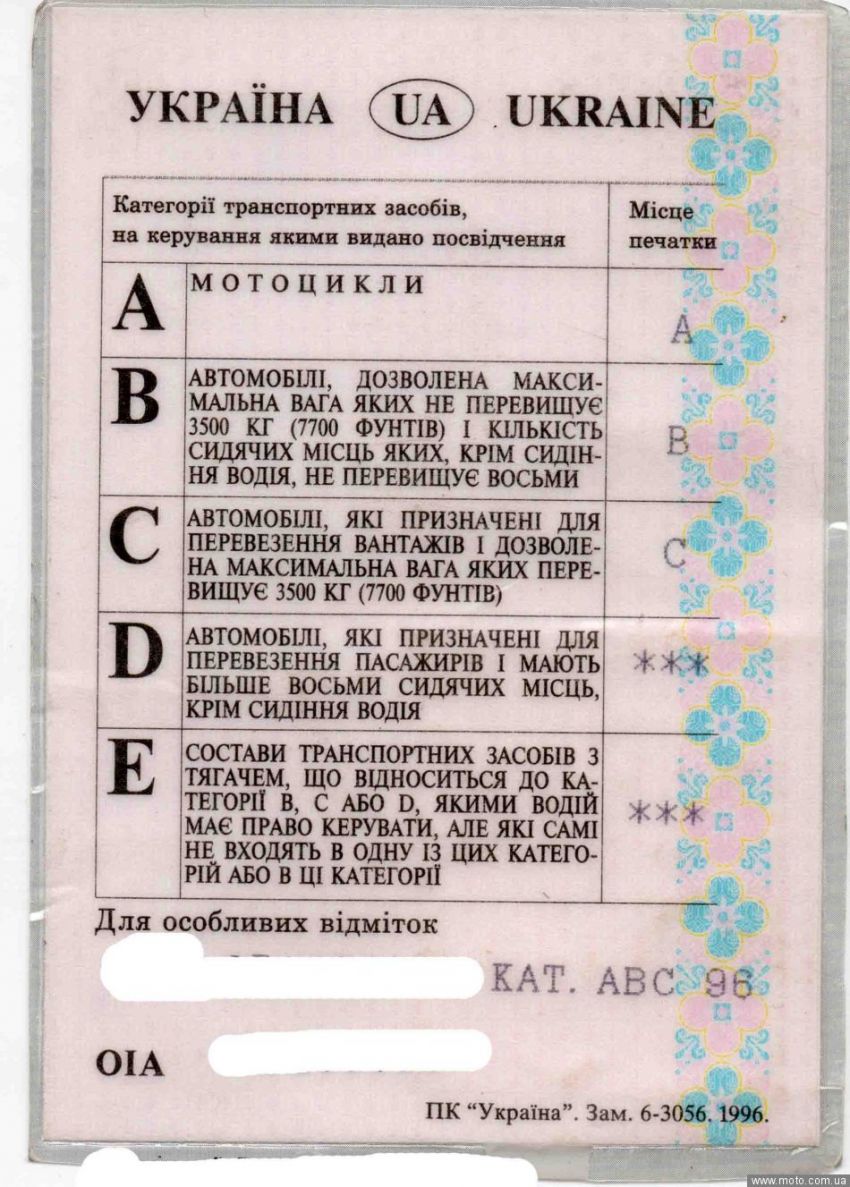 УКРАЇНА UA UKRAINE
Категорії транспортних засобів,
на керування якими видано посвідчення
Місце
печатки
A МОТОЦИКЛИ
A
B АВТОМОБІЛІ, ДОЗВОЛЕНА МАКСИ-
МАЛЬНА ВАГА ЯКИХ НЕ ПЕРЕВИЩУЄ
3500 КГ (7700 ФУНТІВ) І КІЛЬКІСТЬ
СИДЯЧИХ МІСЦЬ ЯКИХ, КРІМ СИДІН-
НЯ ВОДІЯ, НЕ ПЕРЕВИЩУЄ ВОСЬМИ
B
C АВТОМОБІЛІ, ЯКІ ПРИЗНАЧЕНІ ДЛЯ
ПЕРЕВЕЗЕННЯ ВАНТАЖІВ І ДОЗВОЛЕ-
НА МАКСИМАЛЬНА ВАГА ЯКИХ ПЕРЕ-
ВИЩУЄ 3500 КГ (7700 ФУНТІВ)
C
D АВТОМОБІЛІ, ЯКІ ПРИЗНАЧЕНІ ДЛЯ
ПЕРЕВЕЗЕННЯ ПАСАЖИРІВ І МАЮТЬ
БІЛЬШЕ ВОСЬМИ СИДЯЧИХ МІСЦЬ,
КРІМ СИДІННЯ ВОДІЯ
***
E СОСТАВИ ТРАНСПОРТНИХ ЗАСОБІВ З
ТЯГАЧЕМ, ЩО ВІДНОСИТЬСЯ ДО КА-
ТЕГОРІЇ B, C АБО D, ЯКИМИ ВОДІЙ
МАЄ ПРАВО КЕРУВАТИ, АЛЕ ЯКІ САМІ
НЕ ВХОДЯТЬ В ОДНУ ІЗ ЦИХ КАТЕГО-
РІЙ АБО В ЦІ КАТЕГОРІЇ
***
Для особливих відміток
КАТ. АВС 96
ОІА
ПК "Україна". Зам. 6-3056. 1996.
www.moto.com.ua